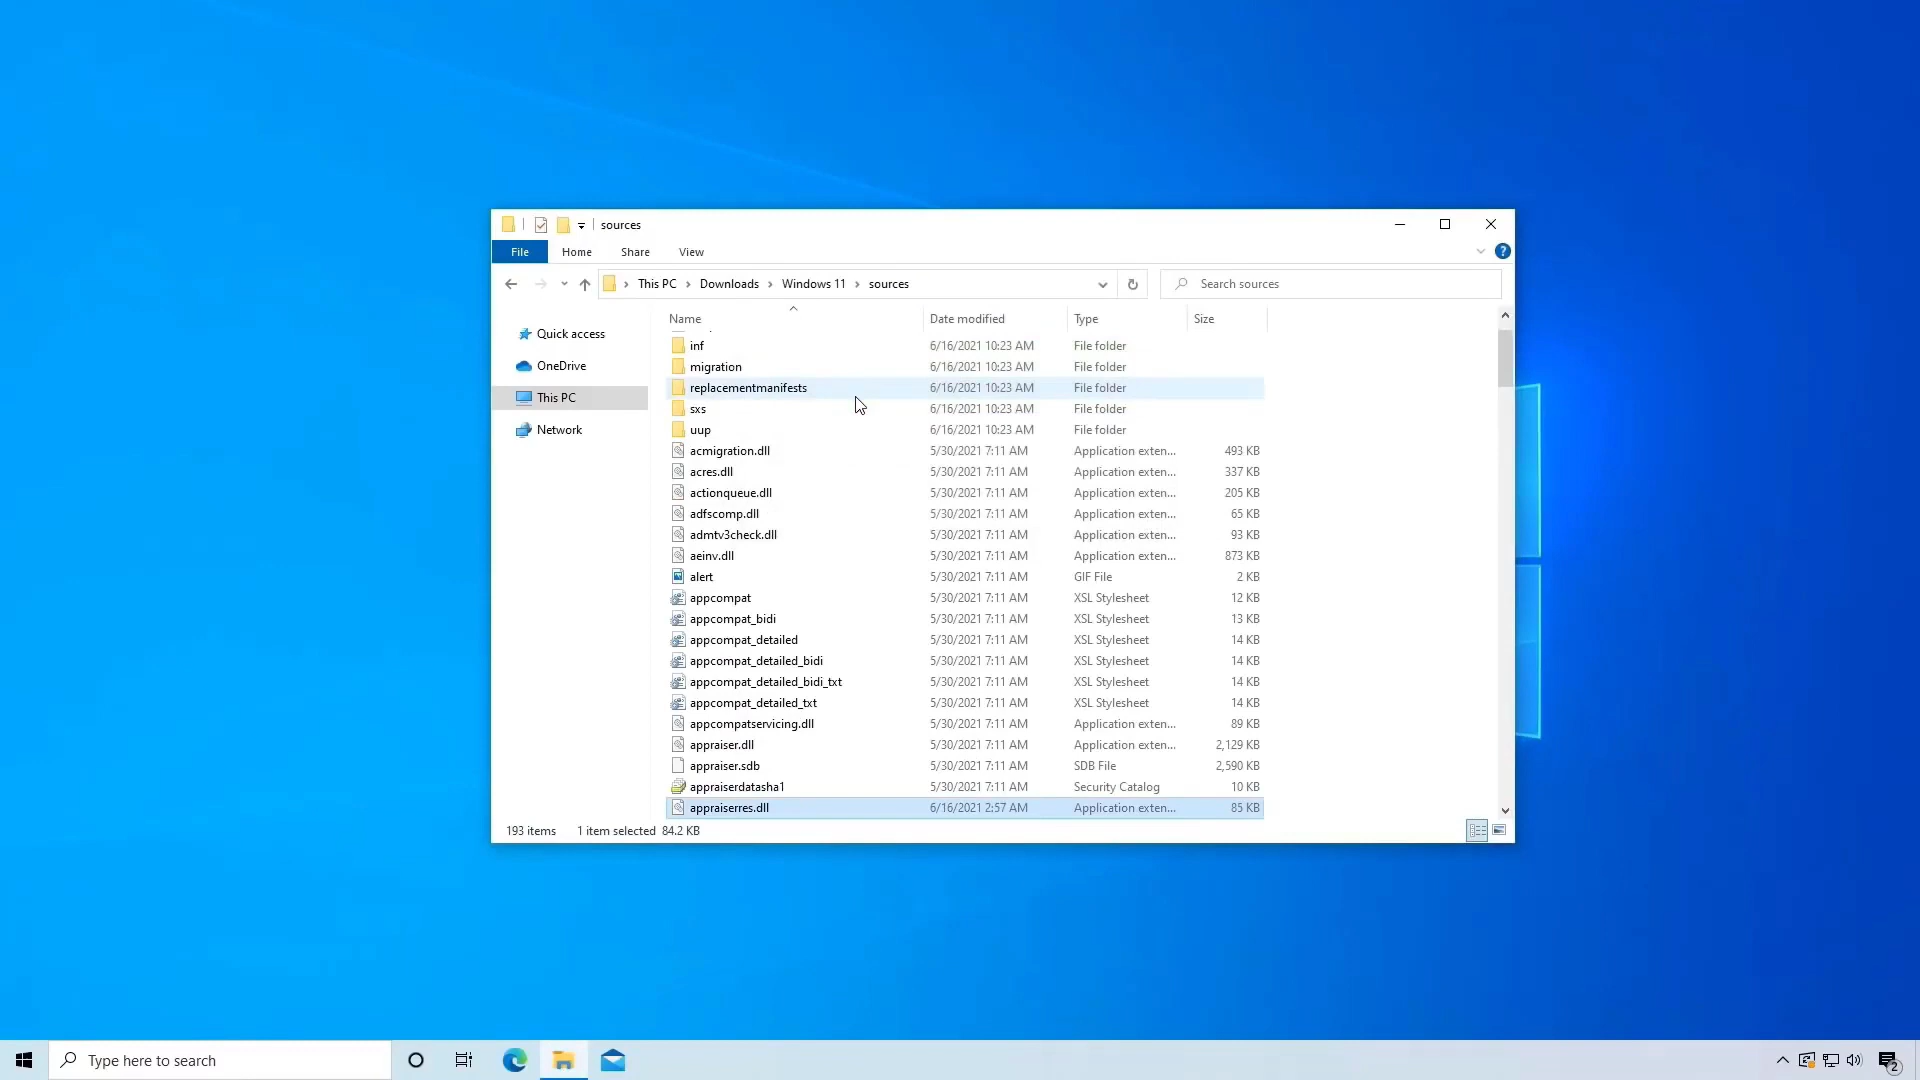 sources
File Home Share View
This PC Downloads Windows 11 sources Search sources
Name Date modified Type Size
Quick access
OneDrive
This PC
Network
inf 6/16/2021 10:23 AM File folder
migration 6/16/2021 10:23 AM File folder
replacementmanifests 6/16/2021 10:23 AM File folder
sxs 6/16/2021 10:23 AM File folder
uup 6/16/2021 10:23 AM File folder
acmigration.dll 5/30/2021 7:11 AM Application exten... 493 KB
acres.dll 5/30/2021 7:11 AM Application exten... 337 KB
actionqueue.dll 5/30/2021 7:11 AM Application exten... 205 KB
adfscomp.dll 5/30/2021 7:11 AM Application exten... 65 KB
admtv3check.dll 5/30/2021 7:11 AM Application exten... 93 KB
aeinv.dll 5/30/2021 7:11 AM Application exten... 873 KB
alert 5/30/2021 7:11 AM GIF File 2 KB
appcompat 5/30/2021 7:11 AM XSL Stylesheet 12 KB
appcompat_bidi 5/30/2021 7:11 AM XSL Stylesheet 13 KB
appcompat_detailed 5/30/2021 7:11 AM XSL Stylesheet 14 KB
appcompat_detailed_bidi 5/30/2021 7:11 AM XSL Stylesheet 14 KB
appcompat_detailed_bidi_txt 5/30/2021 7:11 AM XSL Stylesheet 14 KB
appcompat_detailed_txt 5/30/2021 7:11 AM XSL Stylesheet 14 KB
appcompatservicing.dll 5/30/2021 7:11 AM Application exten... 89 KB
appraiser.dll 5/30/2021 7:11 AM Application exten... 2,129 KB
appraiser.sdb 5/30/2021 7:11 AM SDB File 2,590 KB
appraiserdatasha1 5/30/2021 7:11 AM Security Catalog 10 KB
appraiserres.dll 6/16/2021 2:57 AM Application exten... 85 KB
193 items 1 item selected 84.2 KB
Type here to search 2